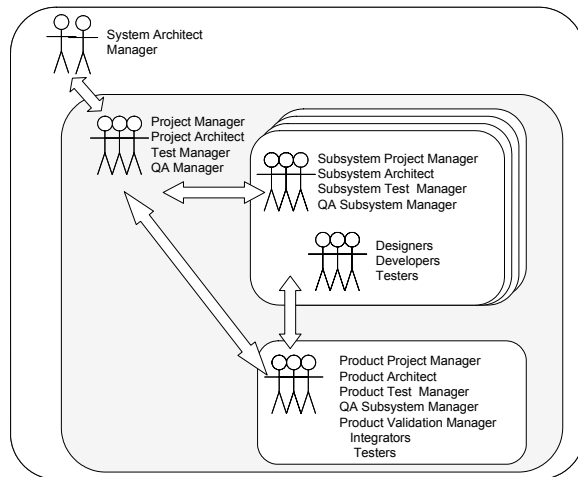 System Architect
Manager
Project Manager
Project Architect
Test Manager
QA Manager
Subsystem Project Manager
Subsystem Architect
Subsystem Test Manager
QA Subsystem Manager
Designers
Developers
Testers
Product Project Manager
Product Architect
Product Test Manager
QA Subsystem Manager
Product Validation Manager
Integrators
Testers